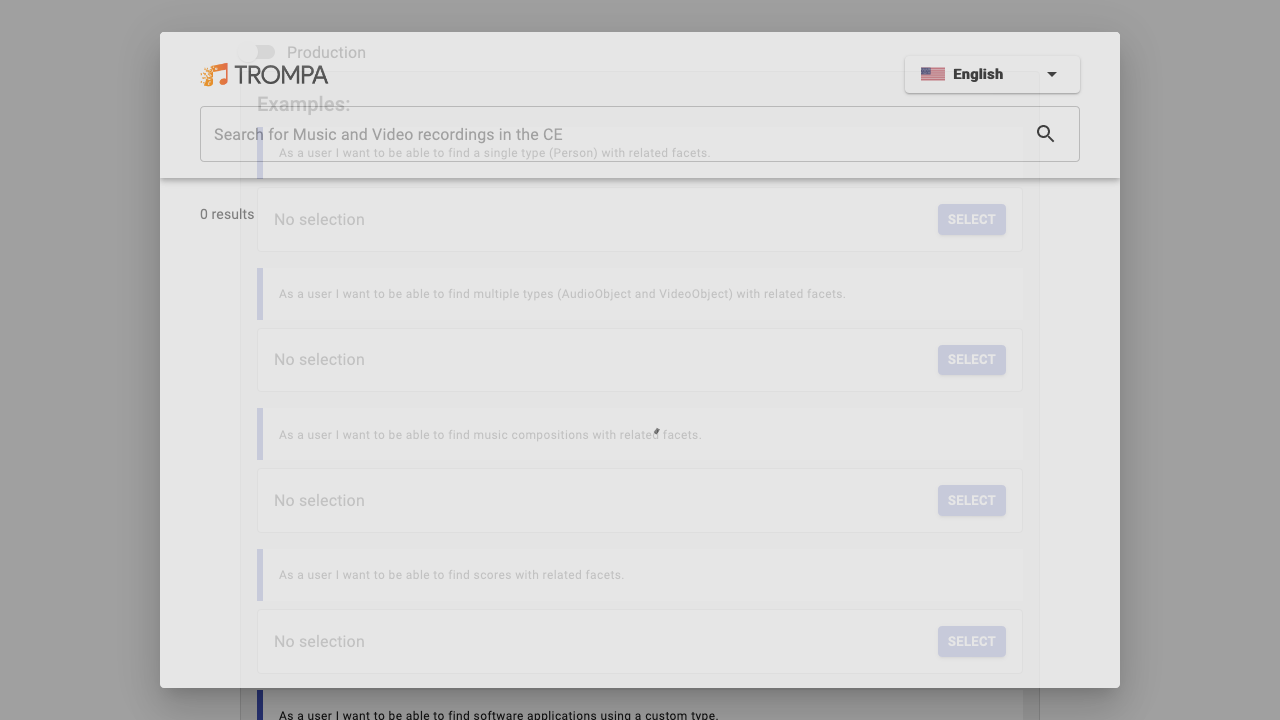 Production
TROMPA
English
Examples:
Search for Music and Video recordings in the CE
As a user I want to be able to find a single type (Person) with related facets.
0 results
No selection
SELECT
As a user I want to be able to find multiple types (AudioObject and VideoObject) with related facets.
No selection
SELECT
As a user I want to be able to find music compositions with related facets.
No selection
SELECT
As a user I want to be able to find scores with related facets.
No selection
SELECT
As a user I want to be able to find software applications using a custom type.